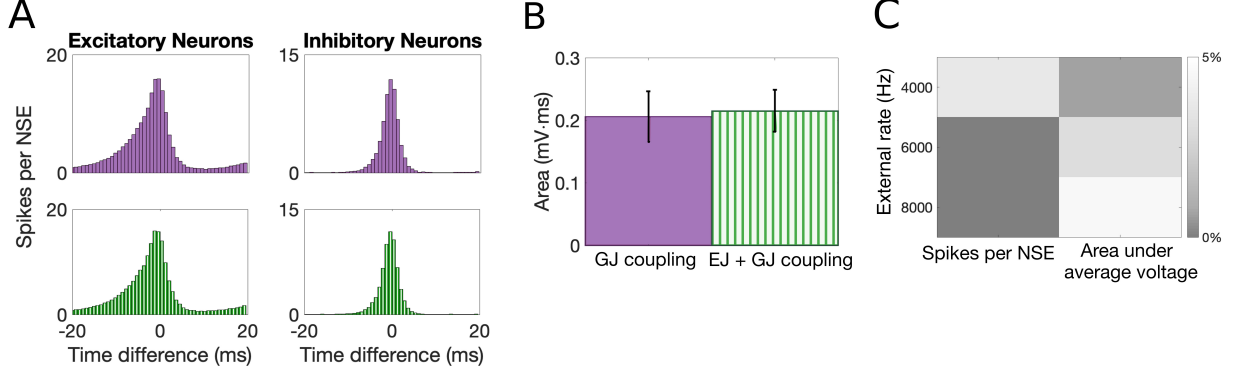 A
Excitatory Neurons
Inhibitory Neurons
20
0
15
0
20
0
15
0
Spikes per NSE
-20
0
20
-20
0
20
Time difference (ms)
Time difference (ms)
B
0.3
0.2
0.1
0
Area (mV·ms)
GJ coupling
EJ + GJ coupling
C
External rate (Hz)
4000
6000
8000
5%
0%
Spikes per NSE
Area under
average voltage